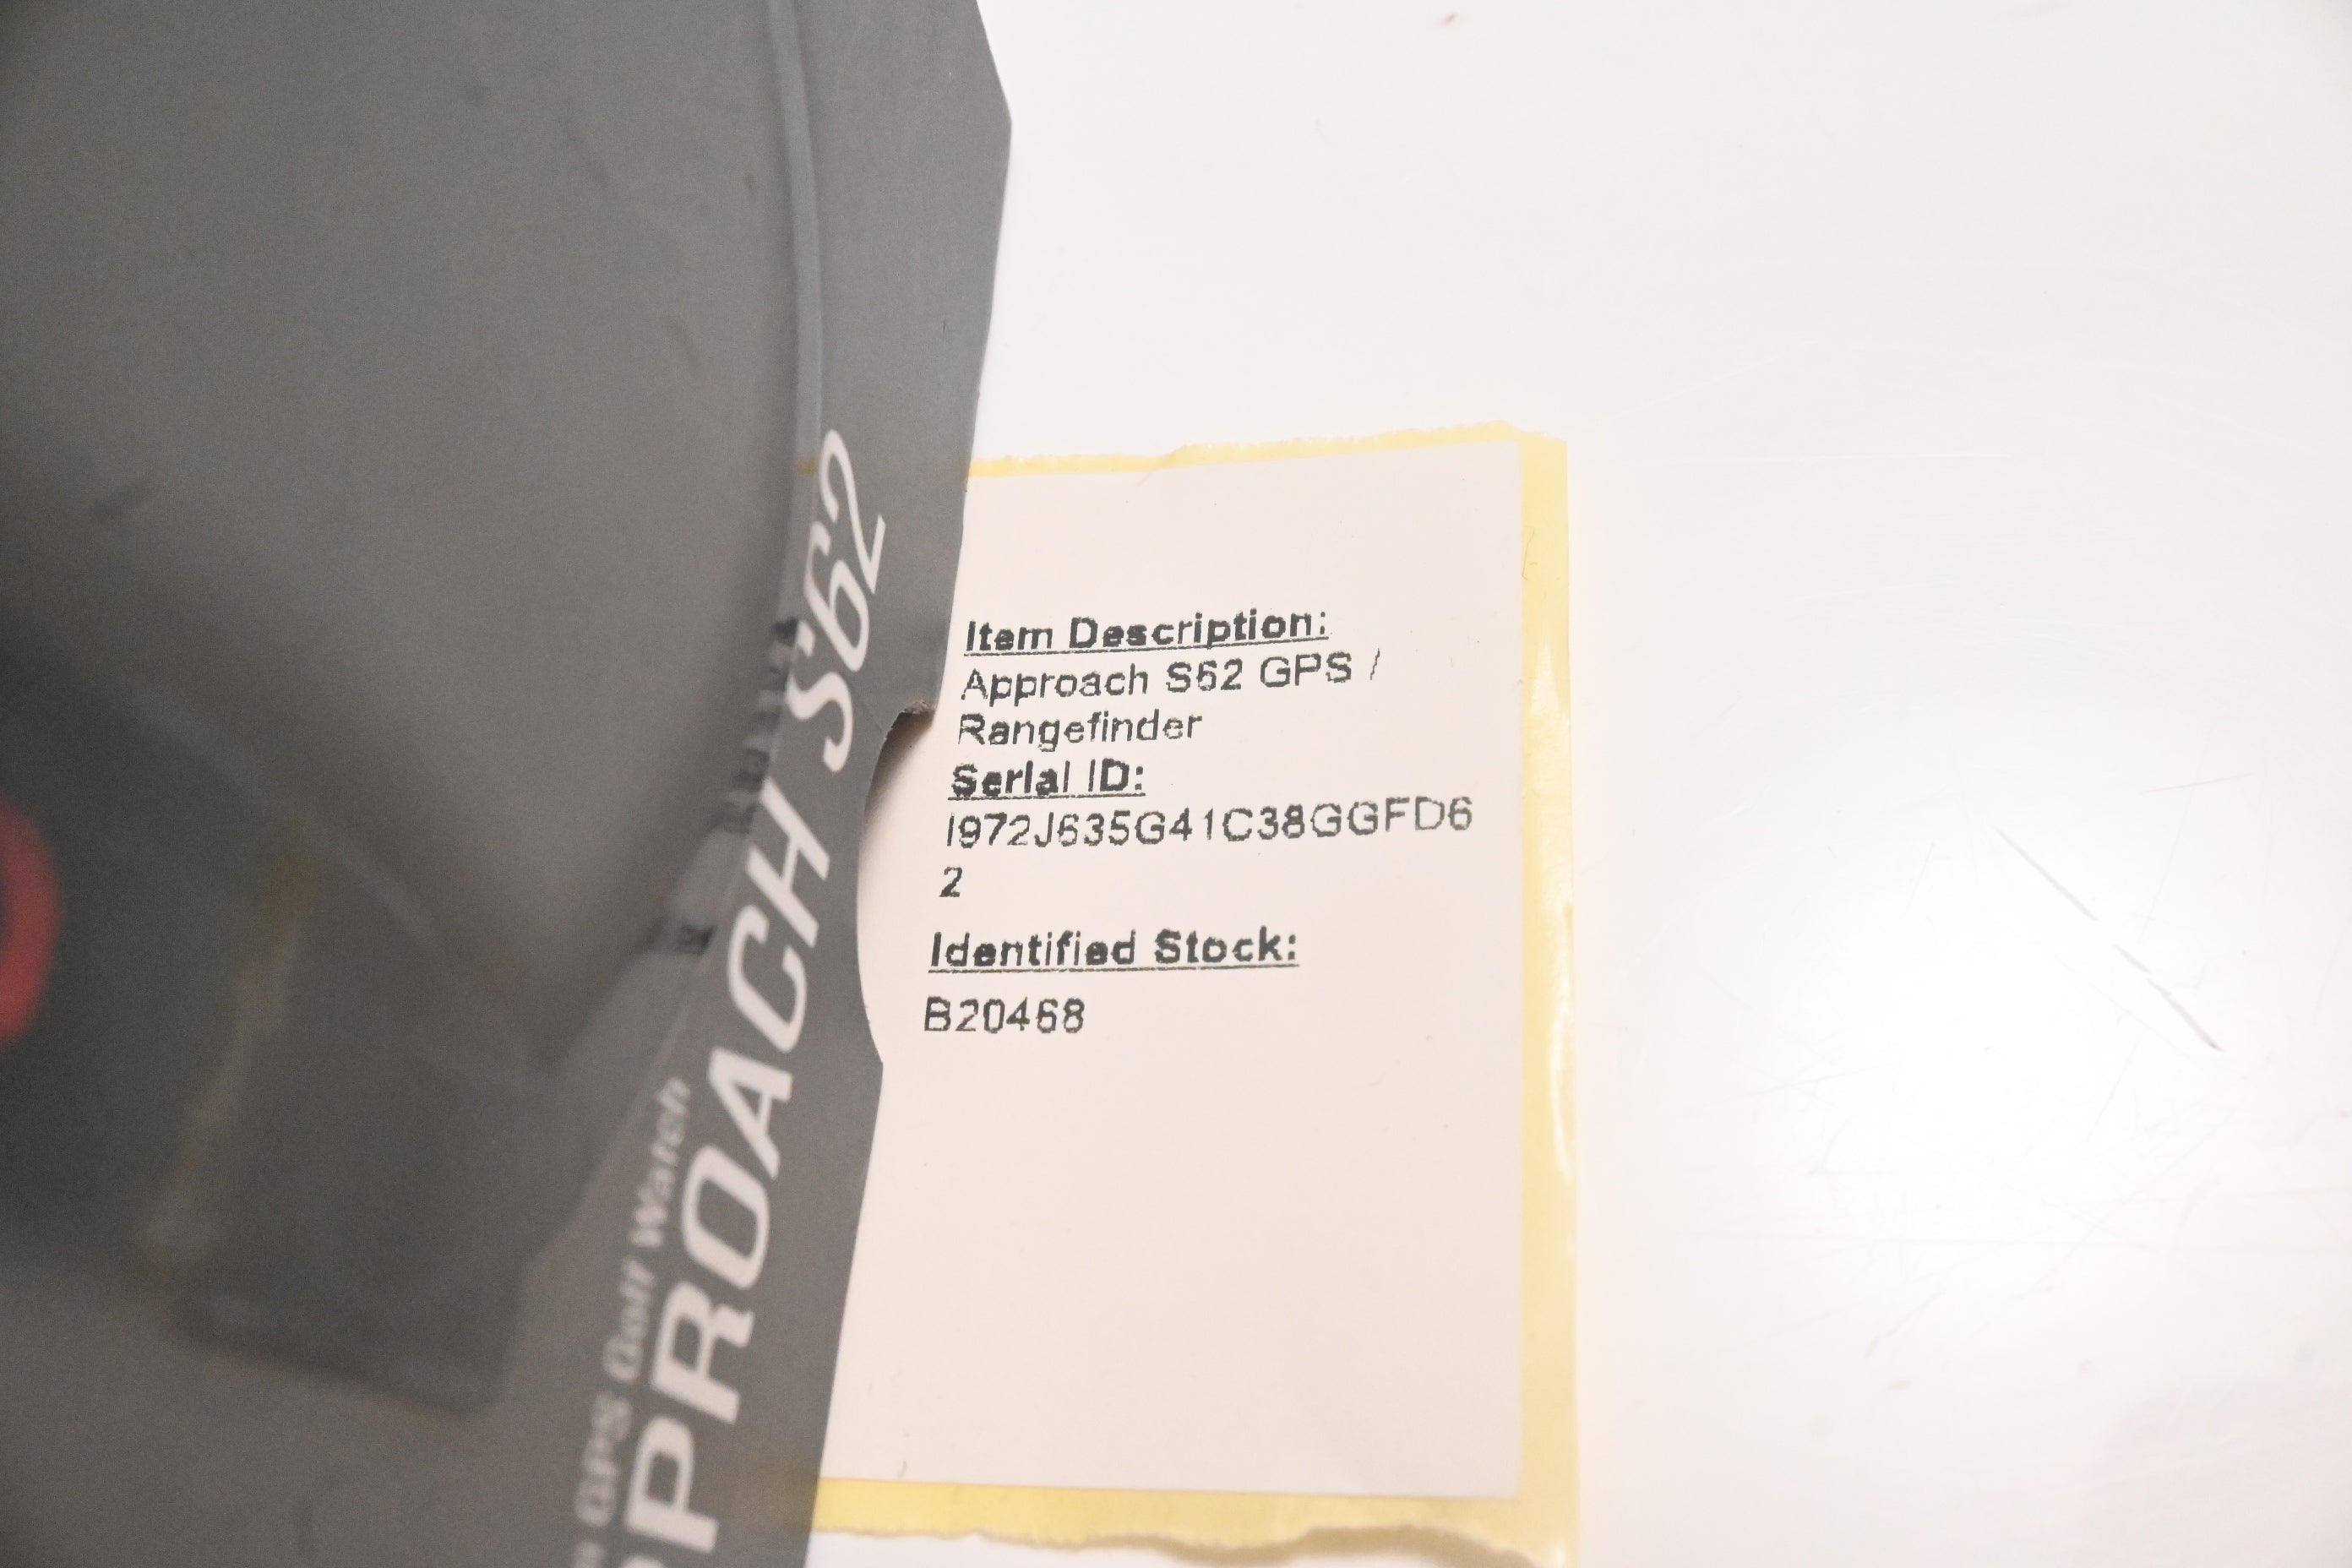 Item Description:
Approach S62 GPS /
Rangefinder
Serial ID:
I972J635G41C38GGFD6
2
Identified Stock:
B20468
APPROACH S62
GPS Golf Watch